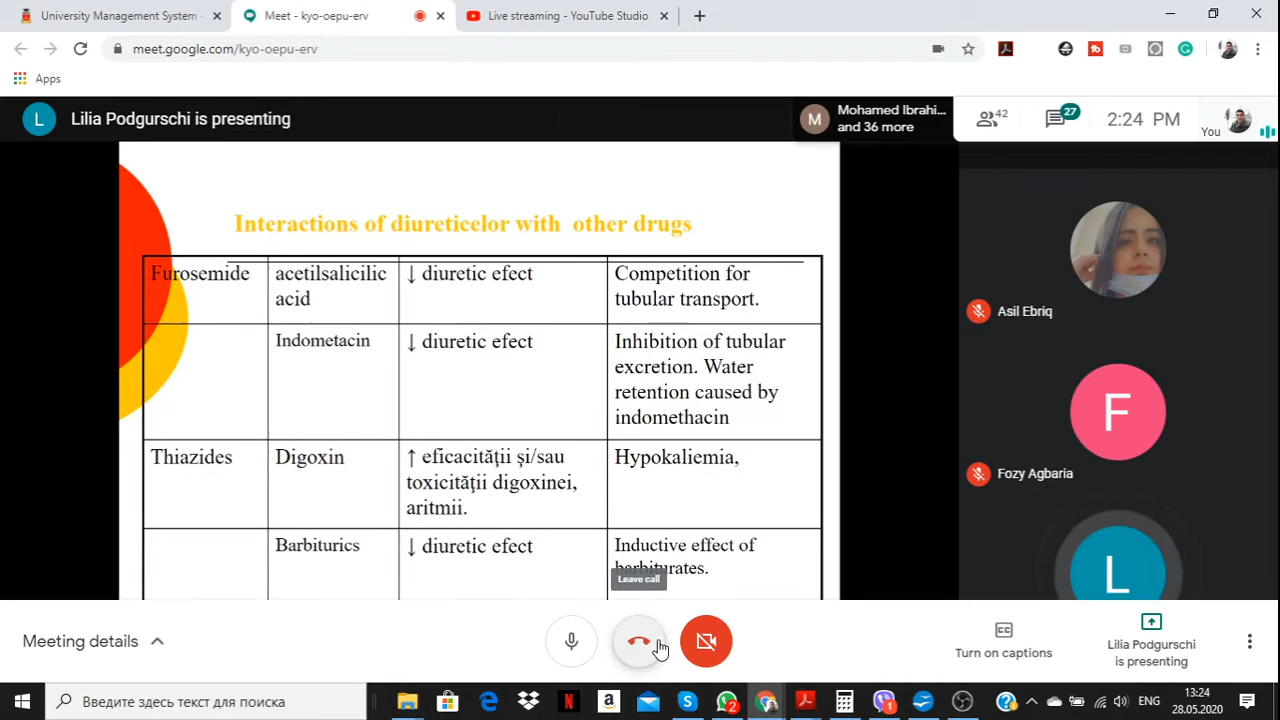 University Management System -
Meet - kyo-oepu-erv
Live streaming - YouTube Studio
meet.google.com/kyo-oepu-erv
Apps
L
Lilia Podgurschi is presenting
M
Mohamed Ibrahi...
and 36 more
42
27
2:24 PM
You
Interactions of diureticelor with other drugs
Furosemide
acetilsalicilic
acid
↓ diuretic efect
Competition for
tubular transport.
Indometacin
↓ diuretic efect
Inhibition of tubular
excretion. Water
retention caused by
indomethacin
Thiazides
Digoxin
↑ eficacităţii şi/sau
toxicităţii digoxinei,
aritmii.
Hypokaliemia,
Barbiturics
↓ diuretic efect
Inductive effect of
barbiturates.
Leave call
Asil Ebriq
F
Fozy Agbaria
L
Meeting details
CC
Turn on captions
Lilia Podgurschi
is presenting
Введите здесь текст для поиска
N
a
2
1
ENG
13:24
28.05.2020